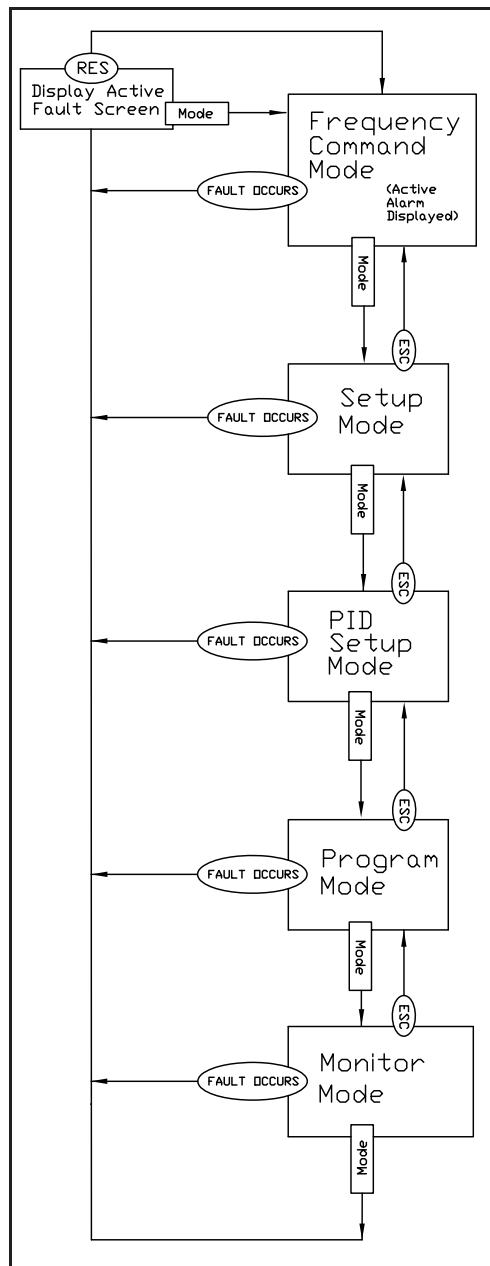 RES
Display Active
Fault Screen
Mode
Frequency
Command
Mode
(Active
Alarm
Displayed)
FAULT OCCURS
Mode
ESC
Setup
Mode
FAULT OCCURS
Mode
ESC
PID
Setup
Mode
FAULT OCCURS
Mode
ESC
Program
Mode
FAULT OCCURS
Mode
ESC
Monitor
Mode
FAULT OCCURS
Mode